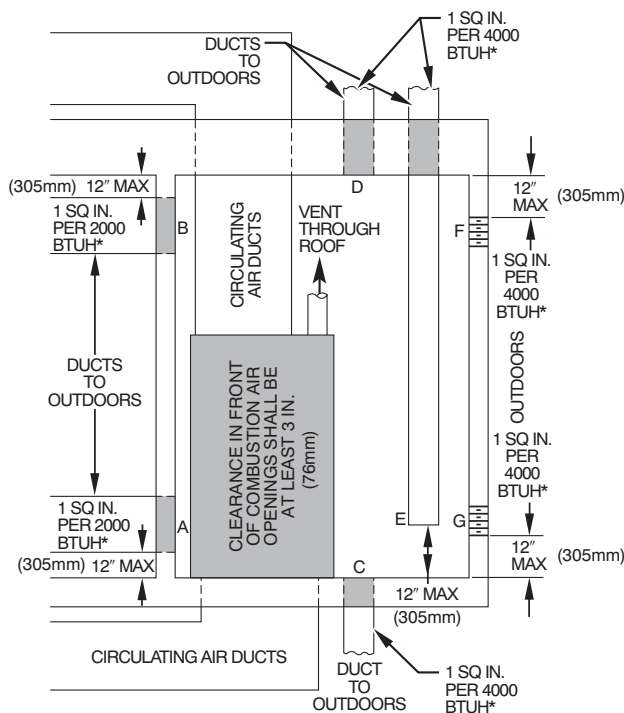 1 SQ IN.
PER 4000
BTUH*
DUCTS
TO
OUTDOORS
(305mm) 12" MAX
1 SQ IN.
PER 2000
BTUH*
B
D
VENT
THROUGH
ROOF
CIRCULATING
AIR DUCTS
F
12"
MAX
(305mm)
1 SQ IN.
PER
4000
BTUH*
DUCTS
TO
OUTDOORS
OUTDOORS
CLEARANCE IN FRONT
OF COMBUSTION AIR
OPENINGS SHALL BE
AT LEAST 3 IN.
(76mm)
1 SQ IN.
PER
4000
BTUH*
1 SQ IN.
PER 2000
BTUH*
A
E
G
(305mm) 12" MAX
C
12"
MAX
(305mm)
12" MAX
(305mm)
CIRCULATING AIR DUCTS
DUCT
TO
OUTDOORS
1 SQ IN.
PER 4000
BTUH*